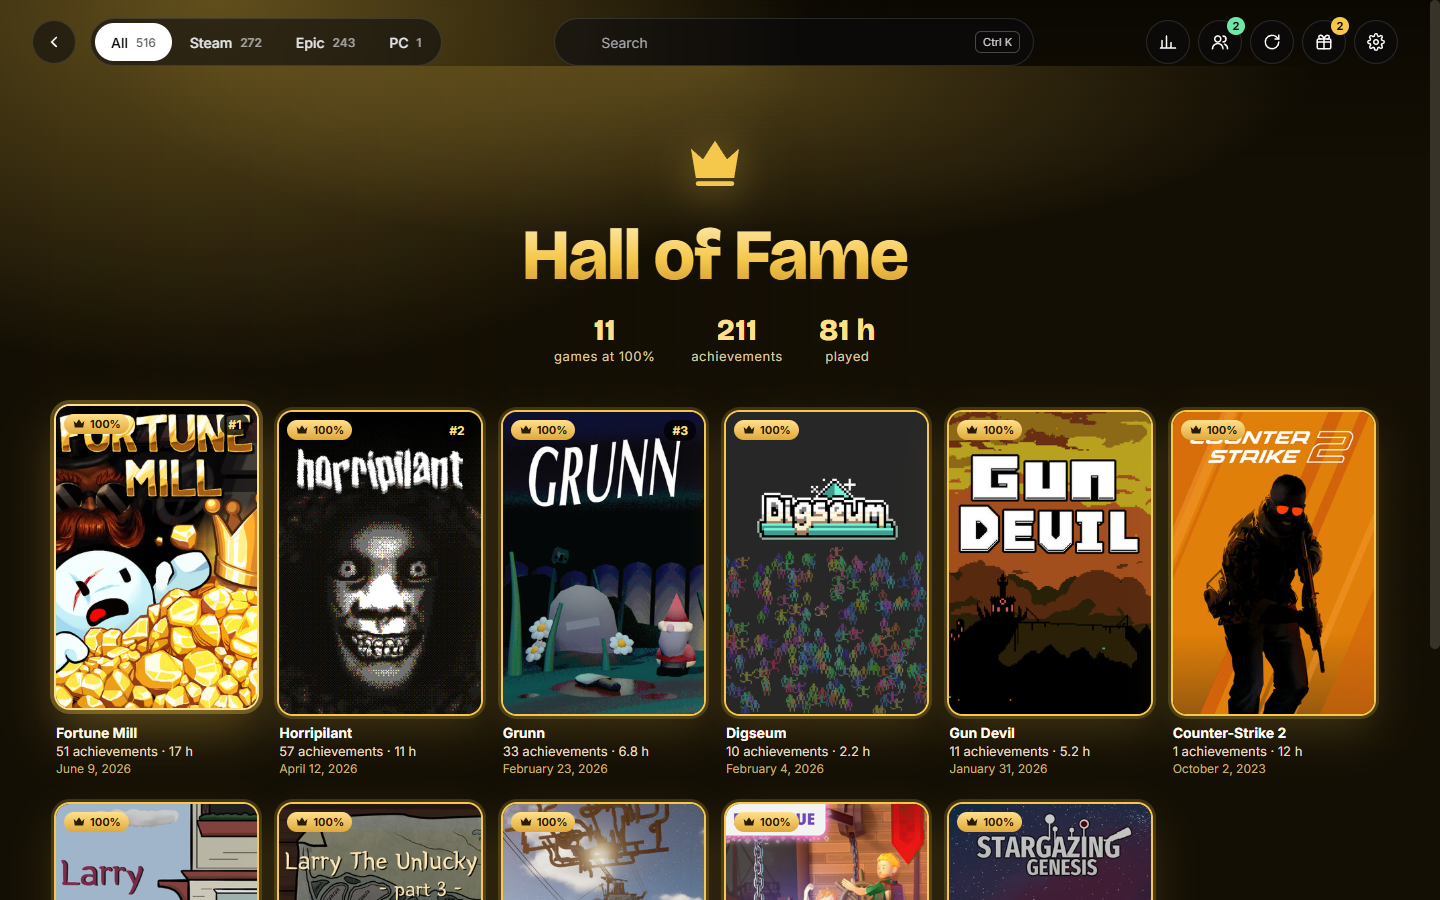 All 516 Steam 272 Epic 243 PC 1
Search Ctrl K
2
2
Hall of Fame
11 211 81 h
games at 100% achievements played
100% #1
FORTUNE
MILL
100% #2
horripilant
100% #3
GRUNN
100%
Digseum
100%
GUN
DEVIL
100%
COUNTER
STRIKE 2
Fortune Mill
51 achievements · 17 h
June 9, 2026
Horripilant
57 achievements · 11 h
April 12, 2026
Grunn
33 achievements · 6.8 h
February 23, 2026
Digseum
10 achievements · 2.2 h
February 4, 2026
Gun Devil
11 achievements · 5.2 h
January 31, 2026
Counter-Strike 2
1 achievements · 12 h
October 2, 2023
100%
Larry
100%
Larry The Unlucky
- part 3 -
100%
100%
100%
STARGAZING
GENESIS